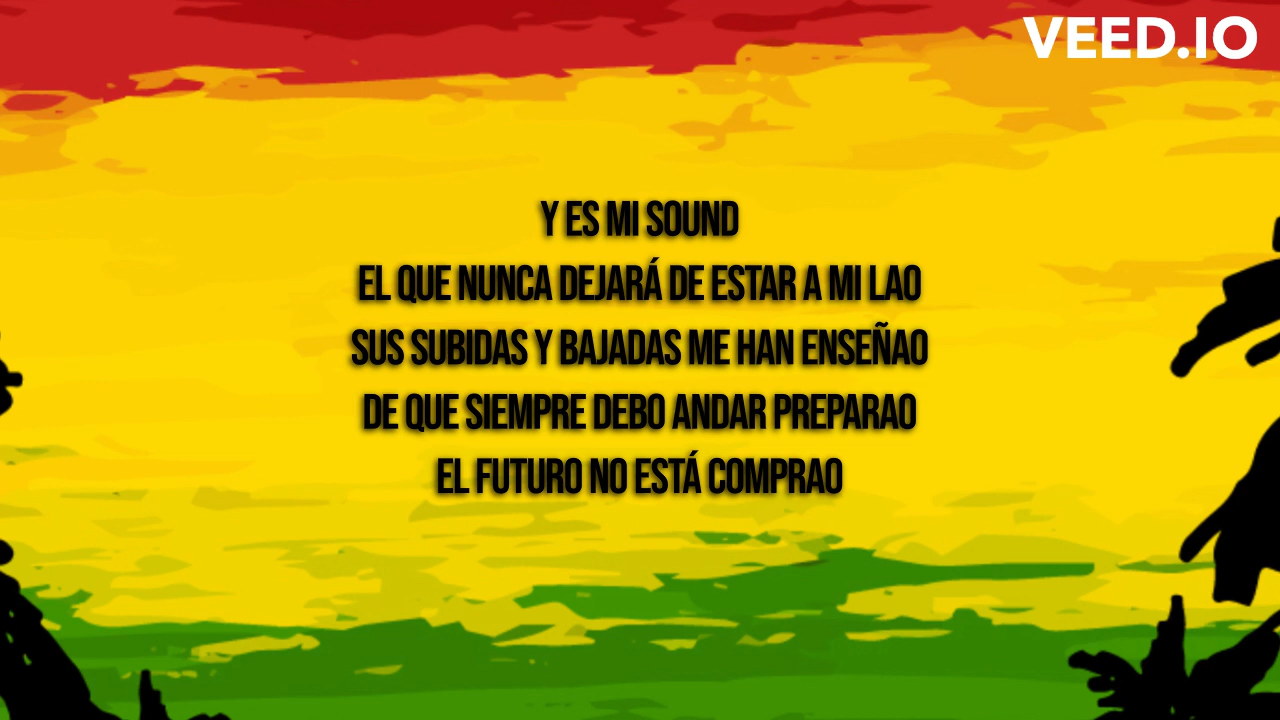 VEED.IO
Y ES MI SOUND
EL QUE NUNCA DEJARÁ DE ESTAR A MI LAO
SUS SUBIDAS Y BAJADAS ME HAN ENSEÑAO
DE QUE SIEMPRE DEBO ANDAR PREPARAO
EL FUTURO NO ESTÁ COMPRAO